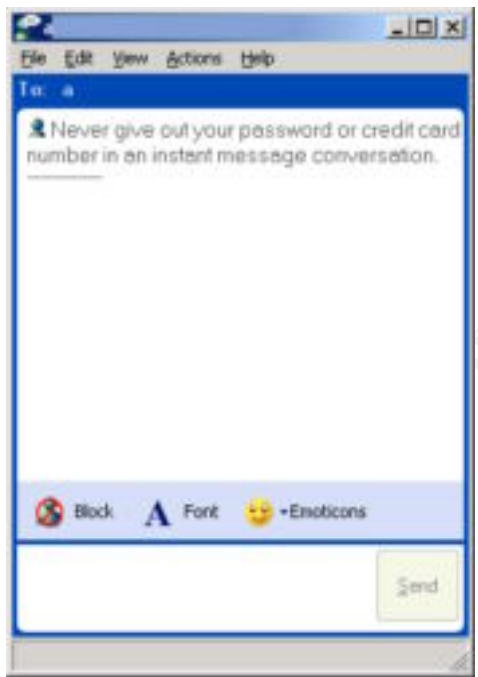 File Edit View Actions Help
To: a
Never give out your password or credit card
number in an instant message conversation.
Block Font Emoticons
Send